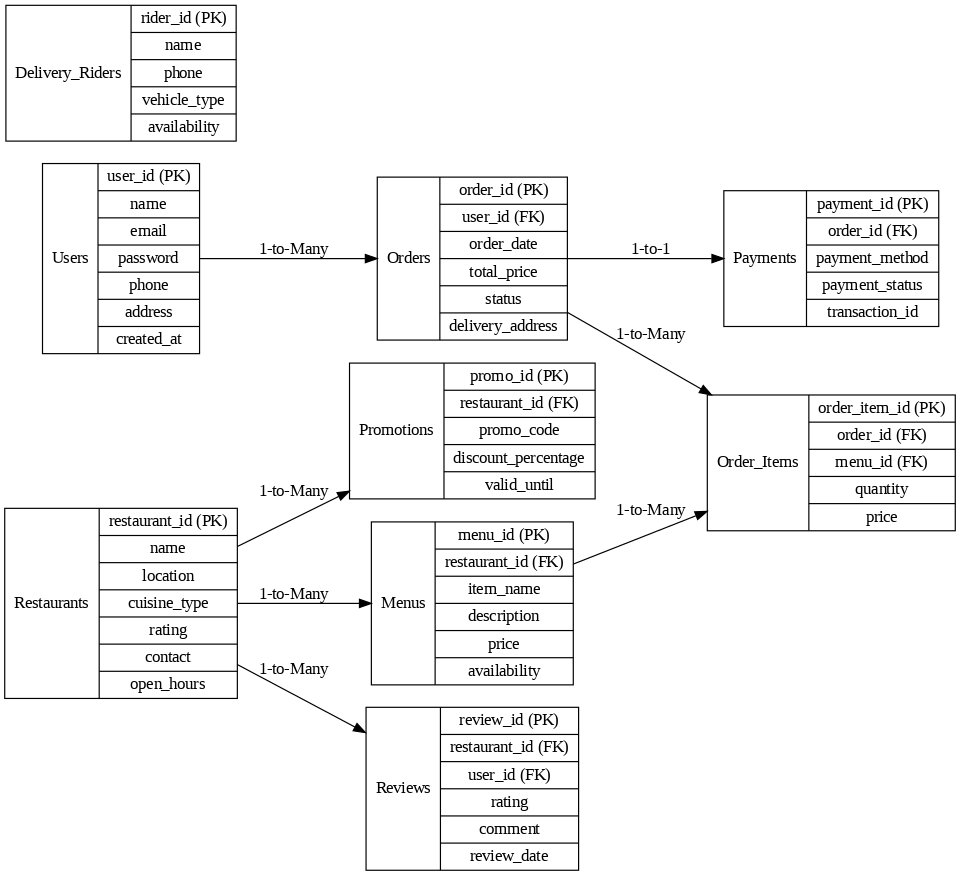 Delivery_Riders
rider_id (PK)
name
phone
vehicle_type
availability
Users
user_id (PK)
name
email
password
phone
address
created_at
1-to-Many
Orders
order_id (PK)
user_id (FK)
order_date
total_price
status
delivery_address
1-to-1
Payments
payment_id (PK)
order_id (FK)
payment_method
payment_status
transaction_id
1-to-Many
Promotions
promo_id (PK)
restaurant_id (FK)
promo_code
discount_percentage
valid_until
Order_Items
order_item_id (PK)
order_id (FK)
menu_id (FK)
quantity
price
Restaurants
restaurant_id (PK)
name
location
cuisine_type
rating
contact
open_hours
1-to-Many
1-to-Many
1-to-Many
Menus
menu_id (PK)
restaurant_id (FK)
item_name
description
price
availability
1-to-Many
Reviews
review_id (PK)
restaurant_id (FK)
user_id (FK)
rating
comment
review_date